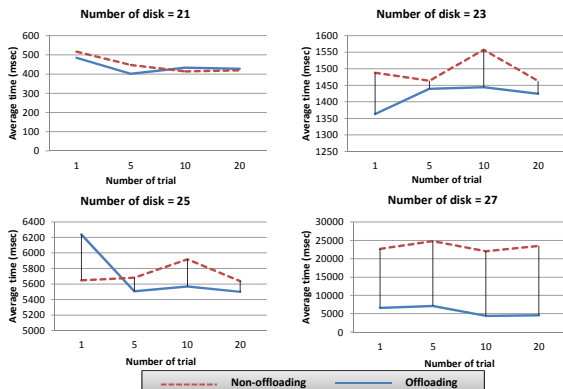 Number of disk = 21
Average time (msec)
600
500
400
300
200
100
0
1 5 10 20
Number of trial
Number of disk = 23
Average time (msec)
1600
1550
1500
1450
1400
1350
1300
1250
1 5 10 20
Number of trial
Number of disk = 25
Average time (msec)
6400
6200
6000
5800
5600
5400
5200
5000
1 5 10 20
Number of trial
Number of disk = 27
Average time (msec)
30000
25000
20000
15000
10000
5000
0
1 5 10 20
Number of trial
Non-offloading Offloading